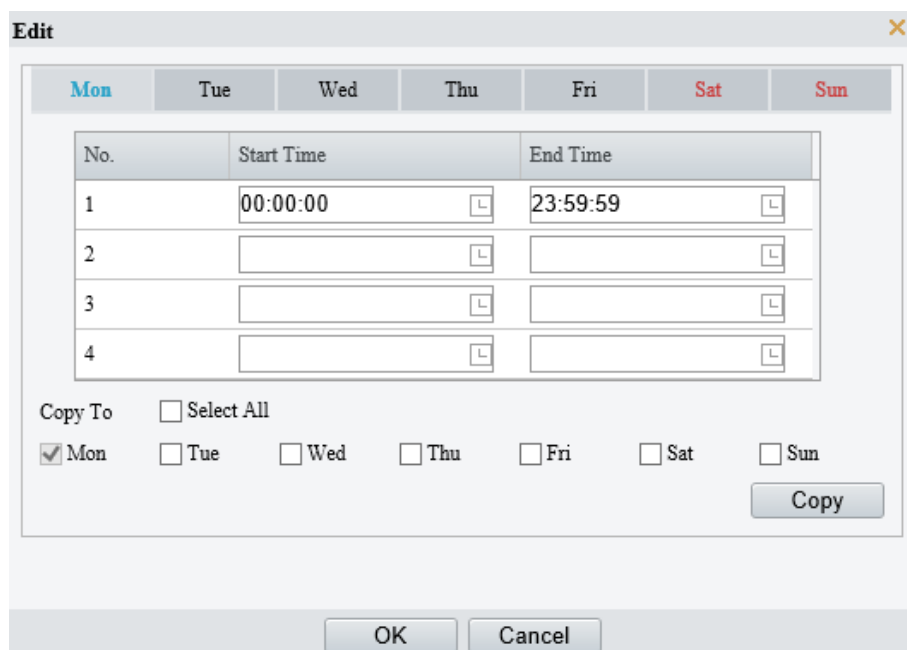 Edit
Mon Tue Wed Thu Fri Sat Sun
No. Start Time End Time
1 00:00:00 23:59:59
2
3
4
Copy To Select All
Mon Tue Wed Thu Fri Sat Sun
Copy
OK Cancel